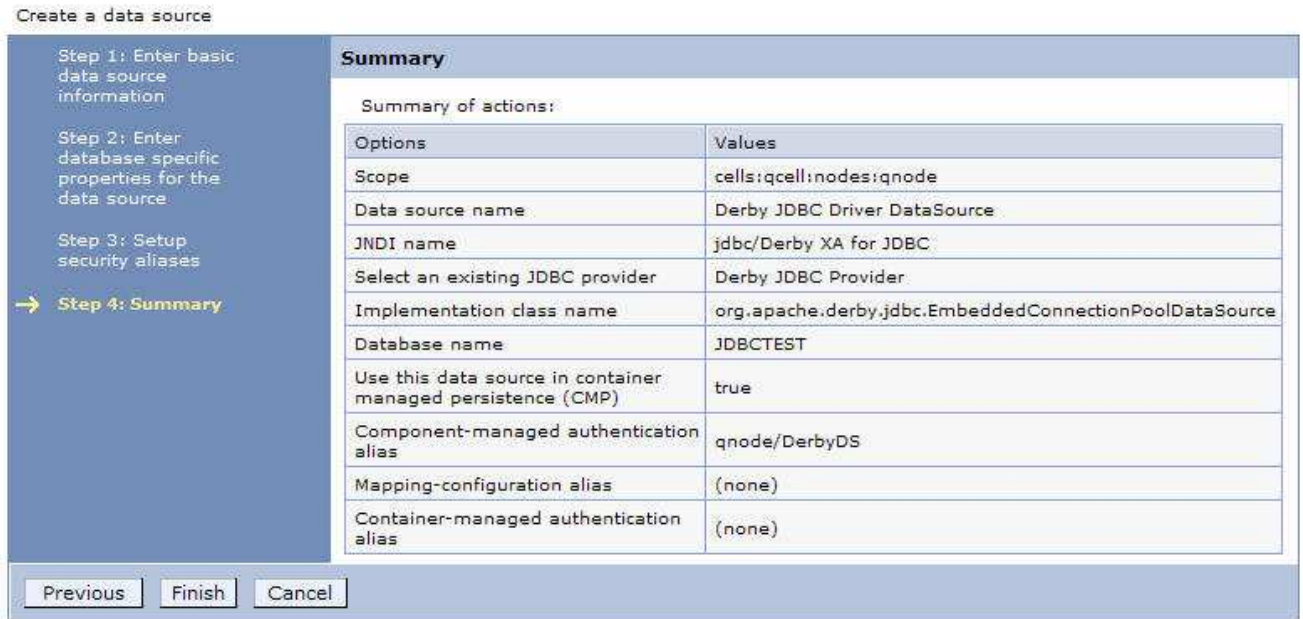 Create a data source
Step 1: Enter basic
data source
information
Step 2: Enter
database specific
properties for the
data source
Step 3: Setup
security aliases
Step 4: Summary
Summary
Summary of actions:
Options Values
Scope cells:qcell:nodes:qnode
Data source name Derby JDBC Driver DataSource
JNDI name jdbc/Derby XA for JDBC
Select an existing JDBC provider Derby JDBC Provider
Implementation class name org.apache.derby.jdbc.EmbeddedConnectionPoolDataSource
Database name JDBCTEST
Use this data source in container
managed persistence (CMP) true
Component-managed authentication
alias qnode/DerbyDS
Mapping-configuration alias (none)
Container-managed authentication
alias (none)
Previous Finish Cancel